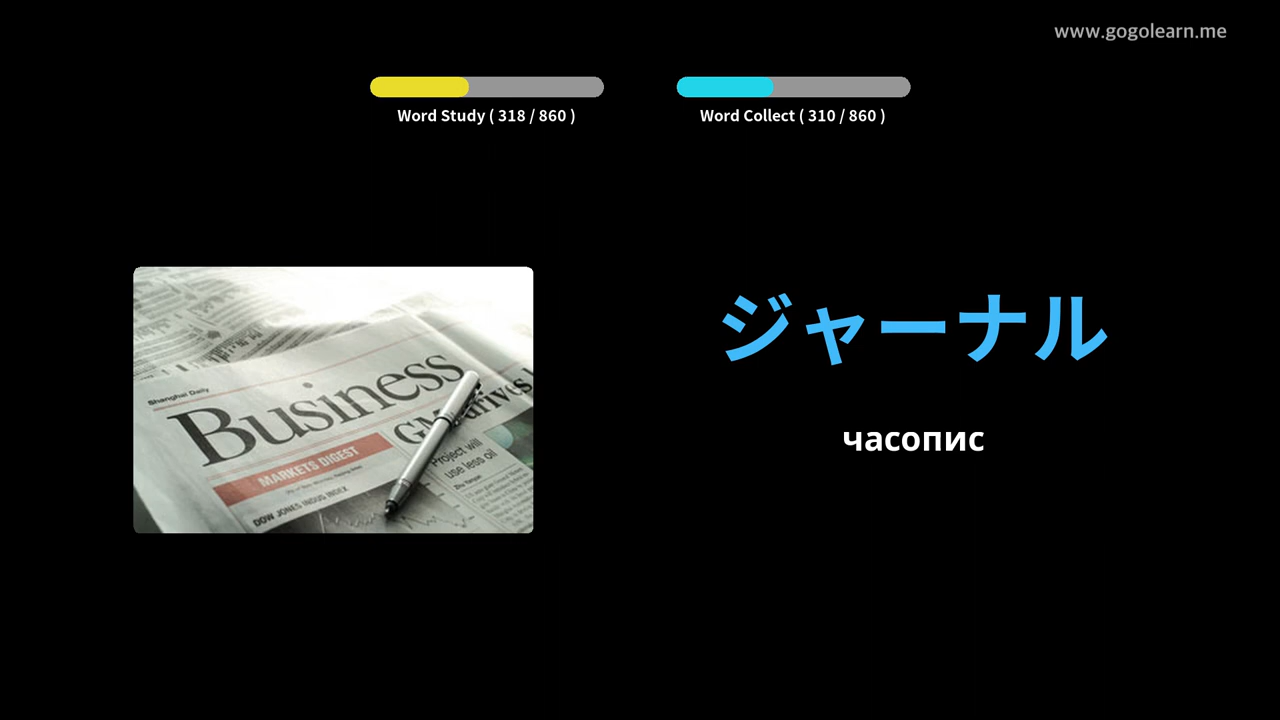 www.gogolearn.me
Word Study ( 318 / 860 )
Word Collect ( 310 / 860 )
Shanghai Daily
Business
MARKETS DIGEST
DOW JONES INDUS INDEX
GM
drives
Project will
use less oil
ジャーナル
часопис